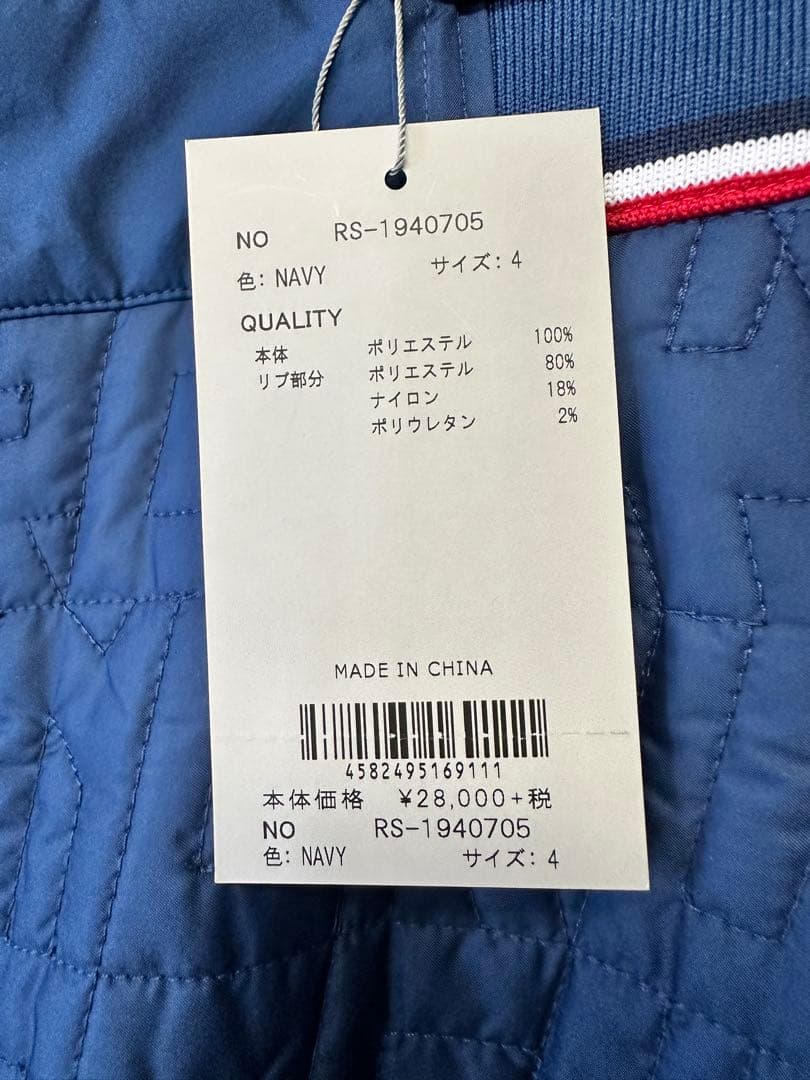 NO RS-1940705
色: NAVY サイズ: 4
QUALITY
本体 ポリエステル 100%
リブ部分 ポリエステル 80%
ナイロン 18%
ポリウレタン 2%
MADE IN CHINA
4582495169111
本体価格 ¥28,000+税
NO RS-1940705
色: NAVY サイズ: 4